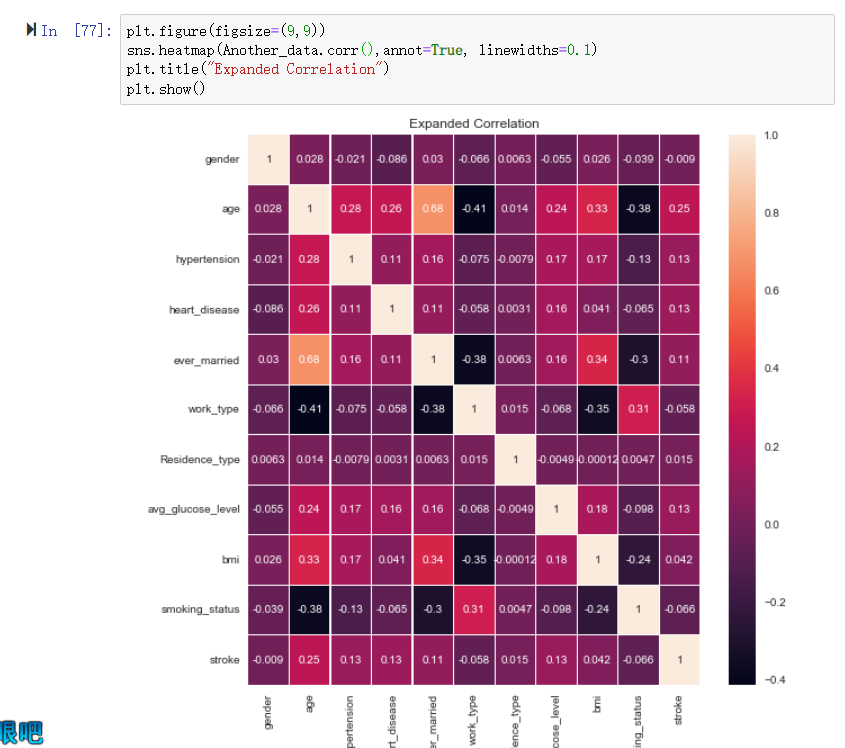 In [77]:
plt.figure(figsize=(9,9))
sns.heatmap(Another_data.corr(),annot=True, linewidths=0.1)
plt.title("Expanded Correlation")
plt.show()
Expanded Correlation
gender 1 0.028 -0.021 -0.086 0.03 -0.066 0.0063 -0.055 0.026 -0.039 -0.009
age 0.028 1 0.28 0.26 0.68 -0.41 0.014 0.24 0.33 -0.38 0.25
hypertension -0.021 0.28 1 0.11 0.16 -0.075 -0.0079 0.17 0.17 -0.13 0.13
heart_disease -0.086 0.26 0.11 1 0.11 -0.058 0.0031 0.16 0.041 -0.065 0.13
ever_married 0.03 0.68 0.16 0.11 1 -0.38 0.0063 0.16 0.34 -0.3 0.11
work_type -0.066 -0.41 -0.075 -0.058 -0.38 1 0.015 -0.068 -0.35 0.31 -0.058
Residence_type 0.0063 0.014 -0.0079 0.0031 0.0063 0.015 1 -0.0049 -0.00012 0.0047 0.015
avg_glucose_level -0.055 0.24 0.17 0.16 0.16 -0.068 -0.0049 1 0.18 -0.098 0.13
bmi 0.026 0.33 0.17 0.041 0.34 -0.35 -0.00012 0.18 1 -0.24 0.042
smoking_status -0.039 -0.38 -0.13 -0.065 -0.3 0.31 0.0047 -0.098 -0.24 1 -0.066
stroke -0.009 0.25 0.13 0.13 0.11 -0.058 0.015 0.13 0.042 -0.066 1
gender
age
pertension
rt_disease
er_married
work_type
ence_type
cose_level
bmi
ing_status
stroke
1.0
0.8
0.6
0.4
0.2
0.0
−0.2
−0.4
眼吧